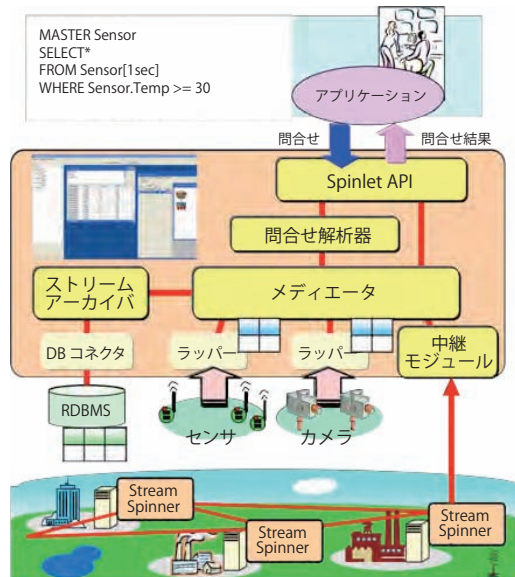 MASTER Sensor
SELECT*
FROM Sensor[1sec]
WHERE Sensor.Temp >= 30
アプリケーション
問合せ
問合せ結果
Spinlet API
問合せ解析器
ストリーム
アーカイバ
メディエータ
DB コネクタ
ラッパー
ラッパー
中継
モジュール
RDBMS
センサ
カメラ
Stream
Spinner
Stream
Spinner
Stream
Spinner